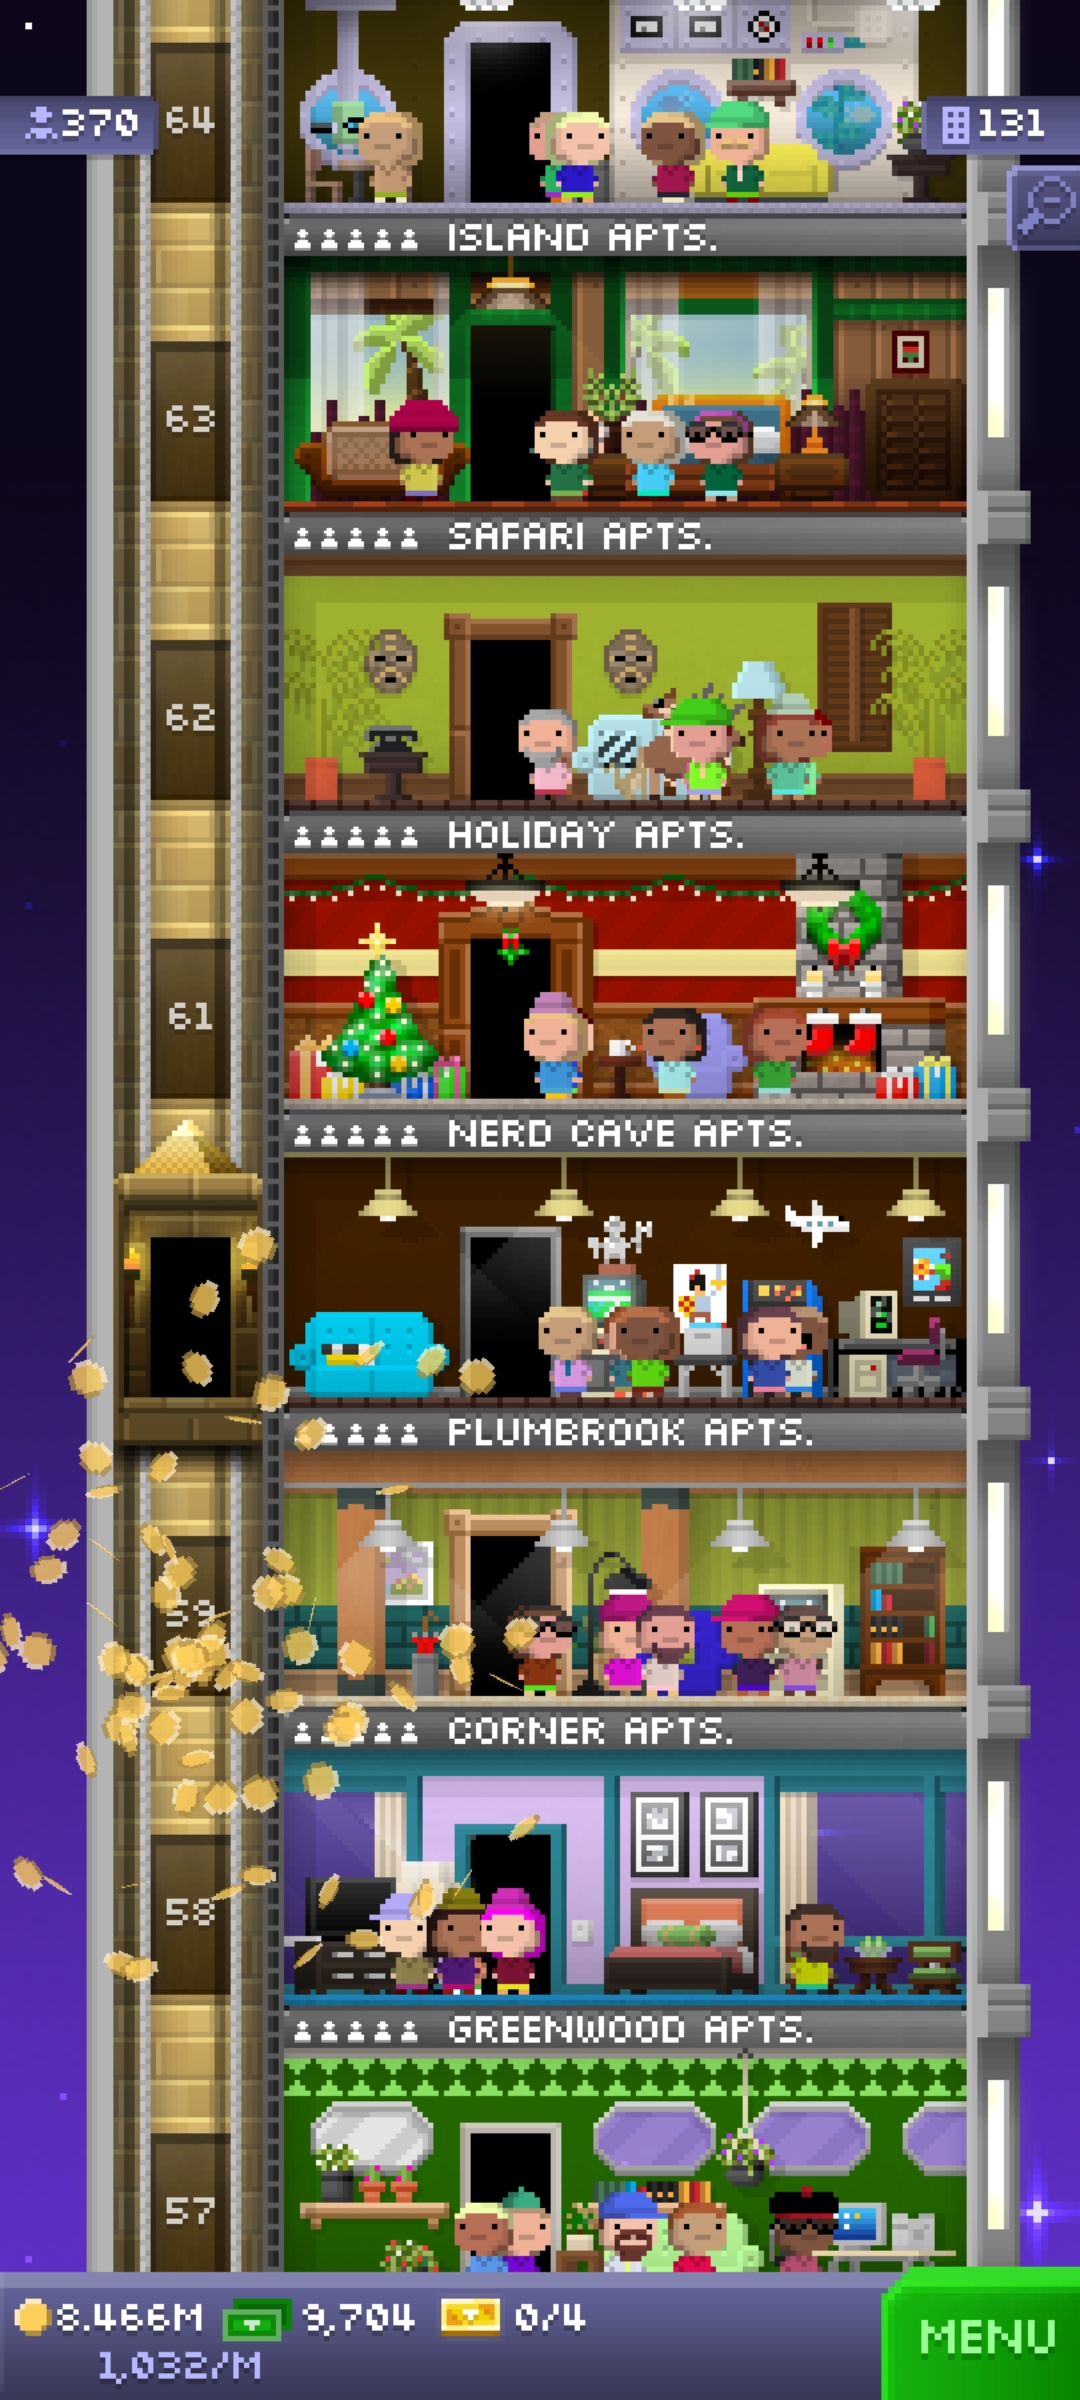 370
64
131
ISLAND APTS.
63
SAFARI APTS.
62
HOLIDAY APTS.
61
NERD CAVE APTS.
PLUMBROOK APTS.
59
CORNER APTS.
58
GREENWOOD APTS.
57
8.466M 9,704 0/4
1,032/M
MENU